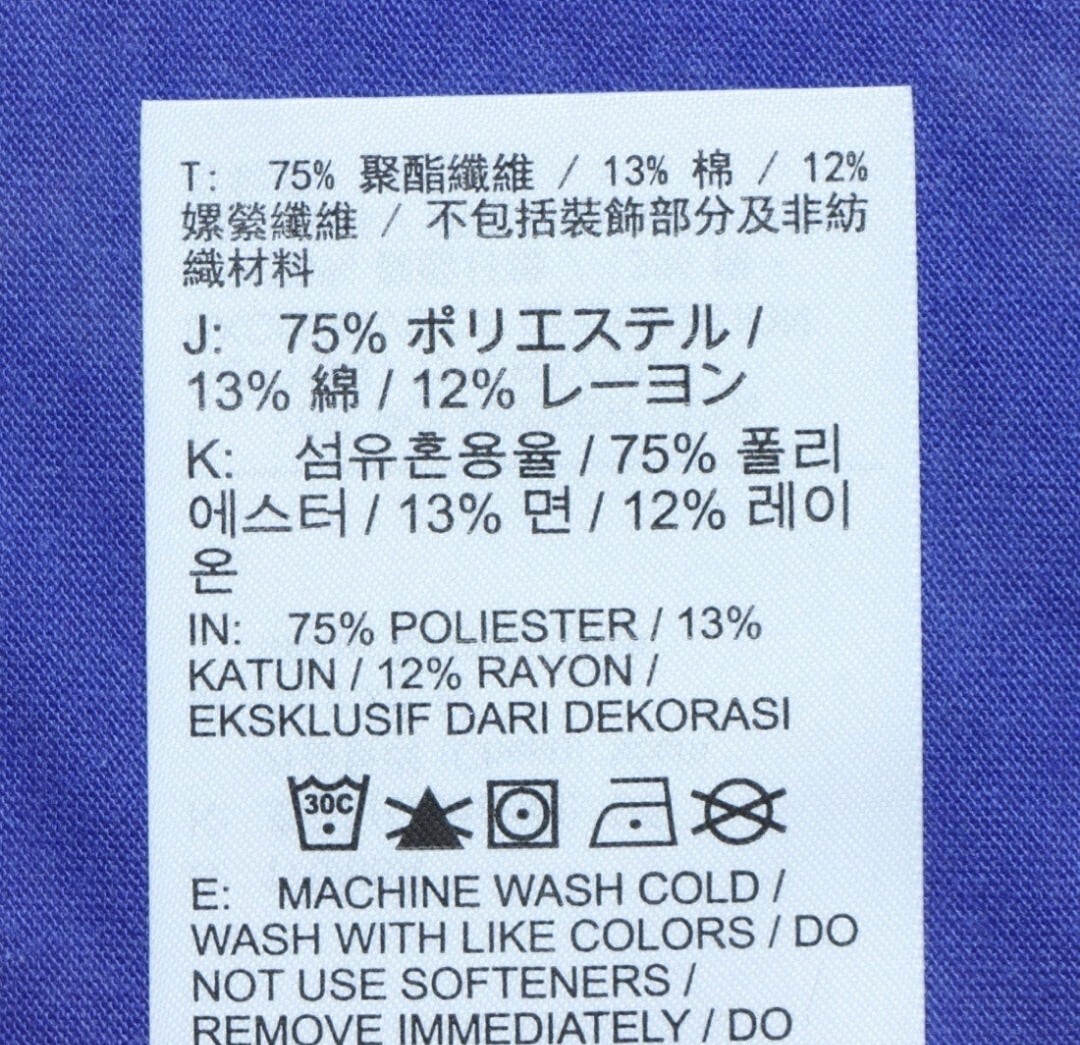 T: 75% 聚酯纖維 / 13% 棉 / 12%
嫘縈纖維 / 不包括裝飾部分及非紡
織材料
J: 75% ポリエステル /
13% 綿 / 12% レーヨン
K: 섬유혼용율 / 75% 폴리
에스터 / 13% 면 / 12% 레이
온
IN: 75% POLIESTER / 13%
KATUN / 12% RAYON /
EKSKLUSIF DARI DEKORASI
30C
E: MACHINE WASH COLD /
WASH WITH LIKE COLORS / DO
NOT USE SOFTENERS /
REMOVE IMMEDIATELY / DO